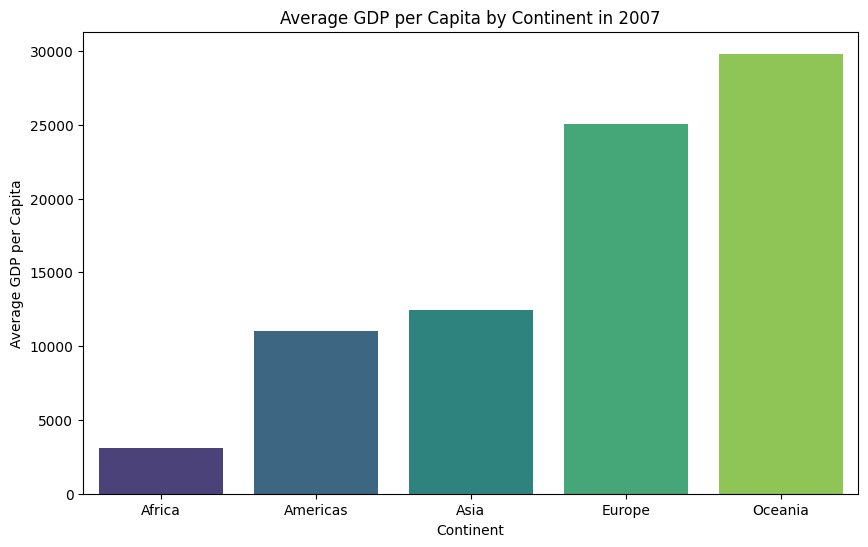 Average GDP per Capita by Continent in 2007
Average GDP per Capita
30000
25000
20000
15000
10000
5000
0
Africa Americas Asia Europe Oceania
Continent